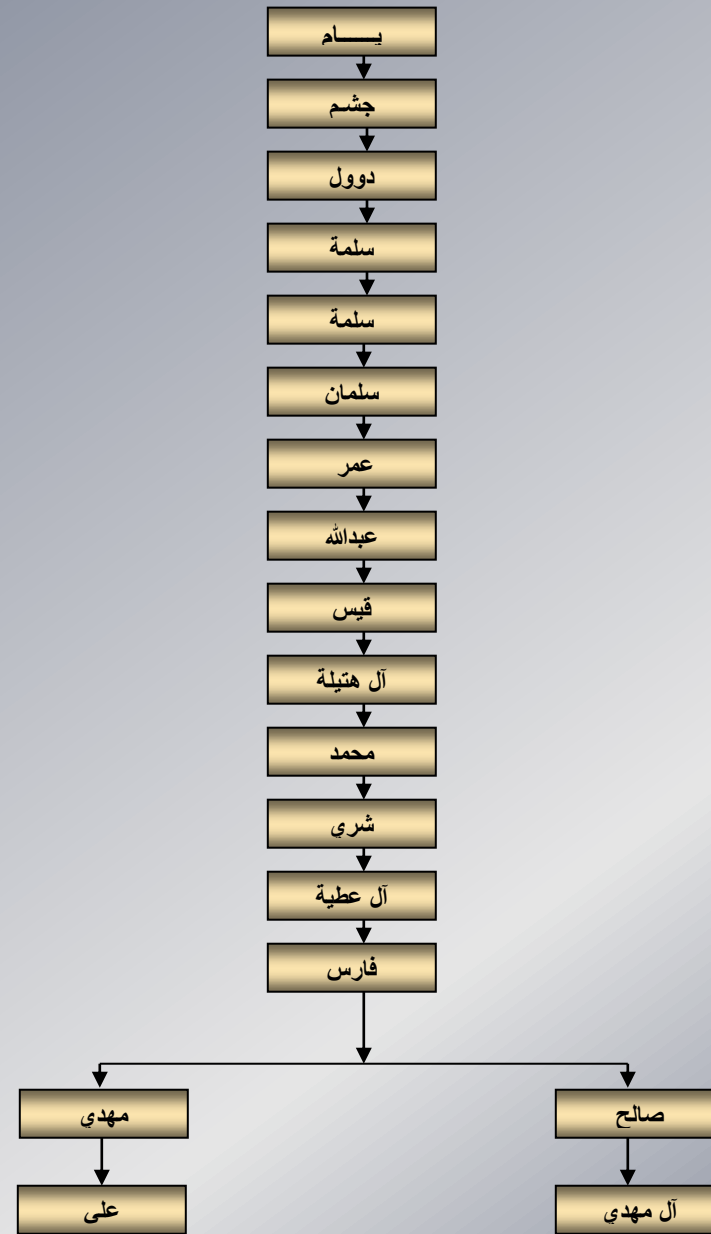 يـــــام
جشـم
دوول
سلمة
سلمة
سلمان
عمر
عبدالله
قيس
آل هتيلة
محمد
شري
آل عطية
فارس
صالح
مهدي
آل مهدي
على